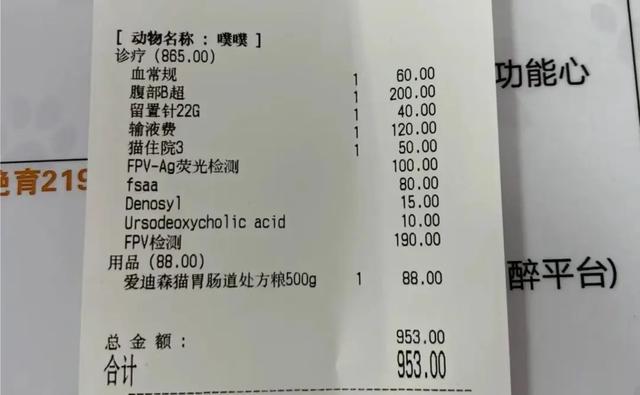 [ 动物名称 : 噗噗 ]
诊疗 (865.00)
血常规 1 60.00
腹部B超 1 200.00
留置针22G 1 40.00
输液费 1 120.00
猫住院3 1 50.00
FPV-Ag荧光检测 100.00
fsaa 80.00
Denosyl 15.00
Ursodeoxycholic acid 10.00
FPV检测 190.00
用品 (88.00)
爱迪森猫胃肠道处方粮500g 1 88.00
总 金 额 : 953.00
合计 953.00
功能心
绝育219
醉平台)